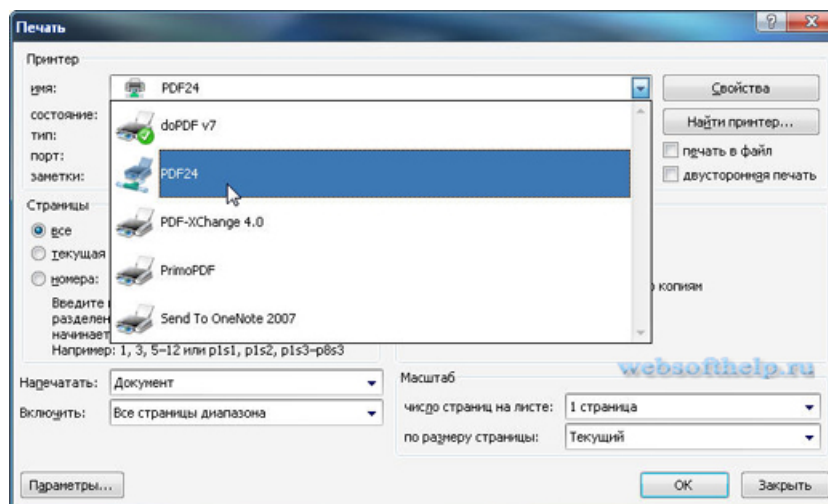 Печать
Принтер
имя: PDF24 Свойства
состояние: doPDF v7 Найти принтер...
тип:
порт: PDF24 печать в файл
заметки: двусторонняя печать
Страницы
все PDF-XChange 4.0
текущая
номера: PrimoPDF копиям
Введите
Send To OneNote 2007
Например: 1, 3, 5–12 или p1s1, p1s2, p1s3–p8s3
websofthelp.ru
Напечатать: Документ Масштаб
Включить: Все страницы диапазона число страниц на листе: 1 страница
по размеру страницы: Текущий
Параметры... ОК Закрыть